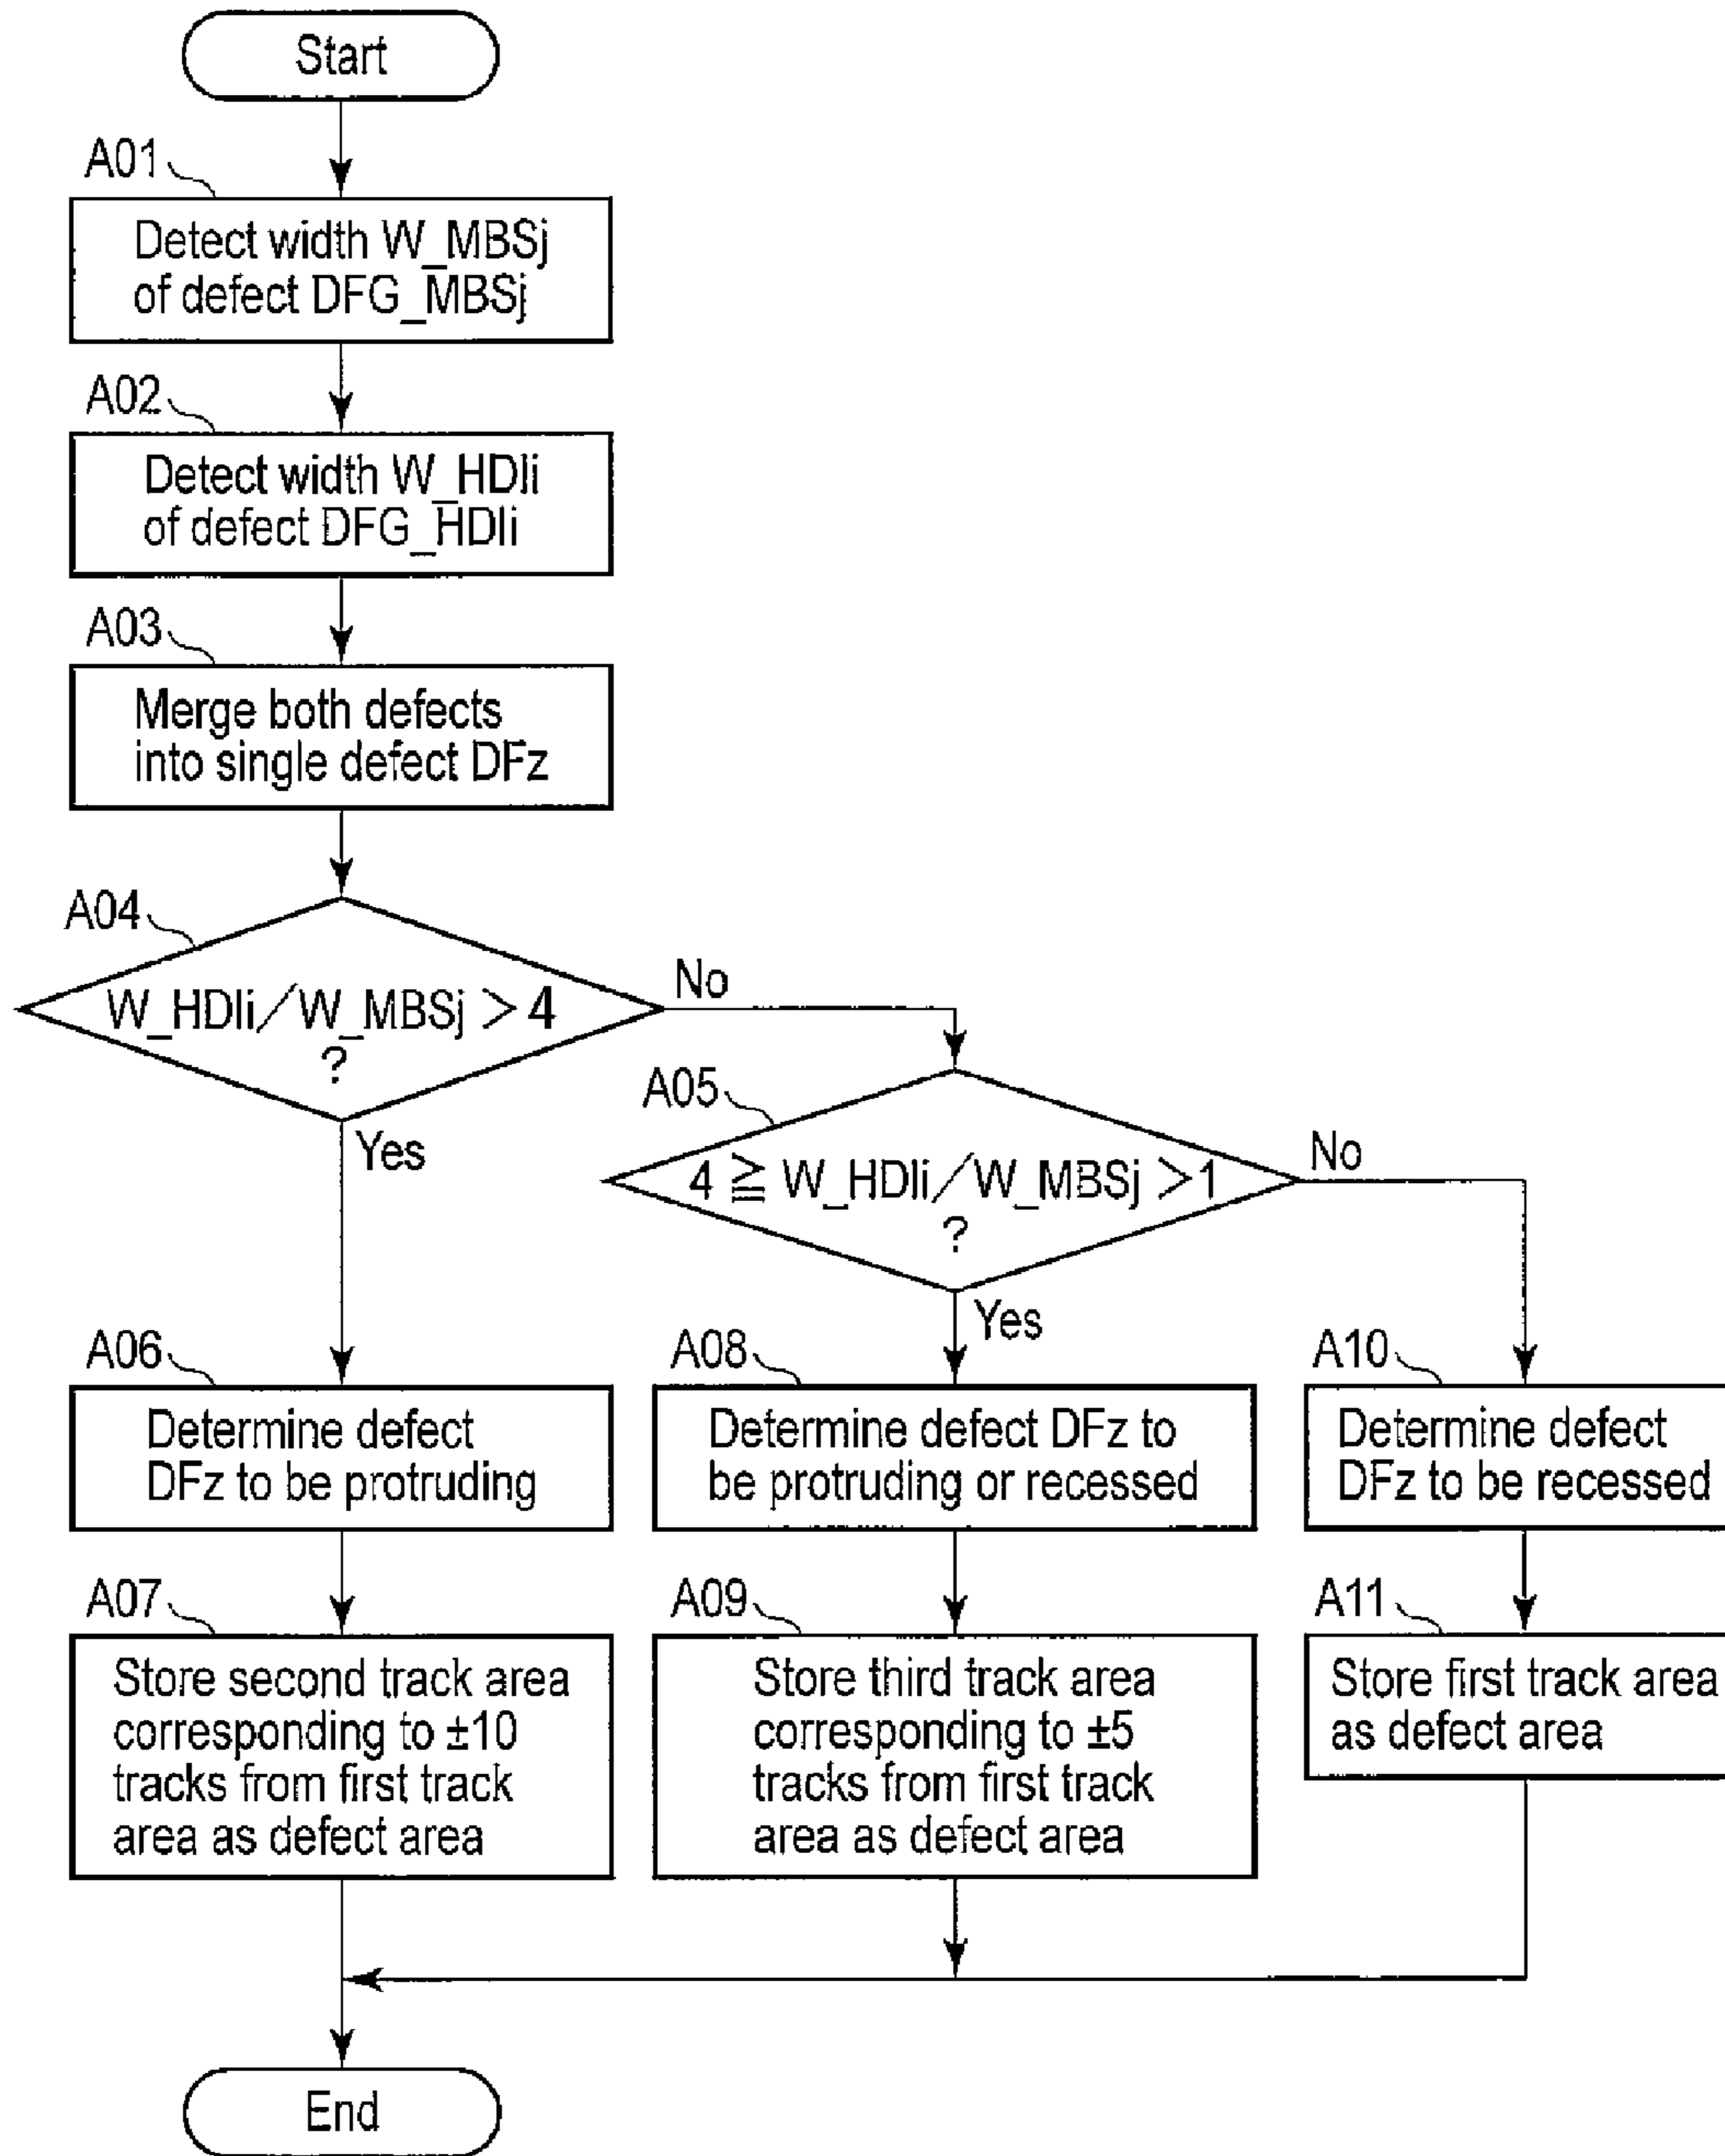 Start
A01
Detect width W_MBSj
of defect DFG_MBSj
A02
Detect width W_HDIi
of defect DFG_HDIi
A03
Merge both defects
into single defect DFz
A04
W_HDIi/W_MBSj > 4
?
No
Yes
A05
4 ≧ W_HDIi/W_MBSj >1
?
No
Yes
A06
Determine defect
DFz to be protruding
A08
Determine defect DFz to
be protruding or recessed
A10
Determine defect
DFz to be recessed
A07
Store second track area
corresponding to ±10
tracks from first track
area as defect area
A09
Store third track area
corresponding to ±5
tracks from first track
area as defect area
A11
Store first track area
as defect area
End